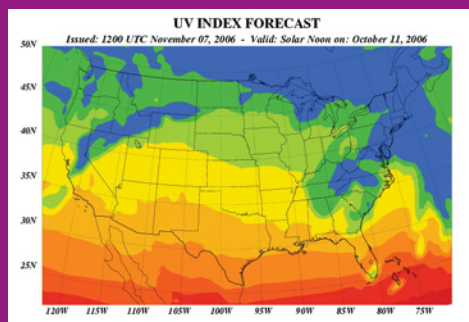 UV INDEX FORECAST
Issued: 1200 UTC November 07, 2006 - Valid: Solar Noon on: October 11, 2006
50N
45N
40N
35N
30N
25N
120W 115W 110W 105W 100W 95W 90W 85W 80W 75W